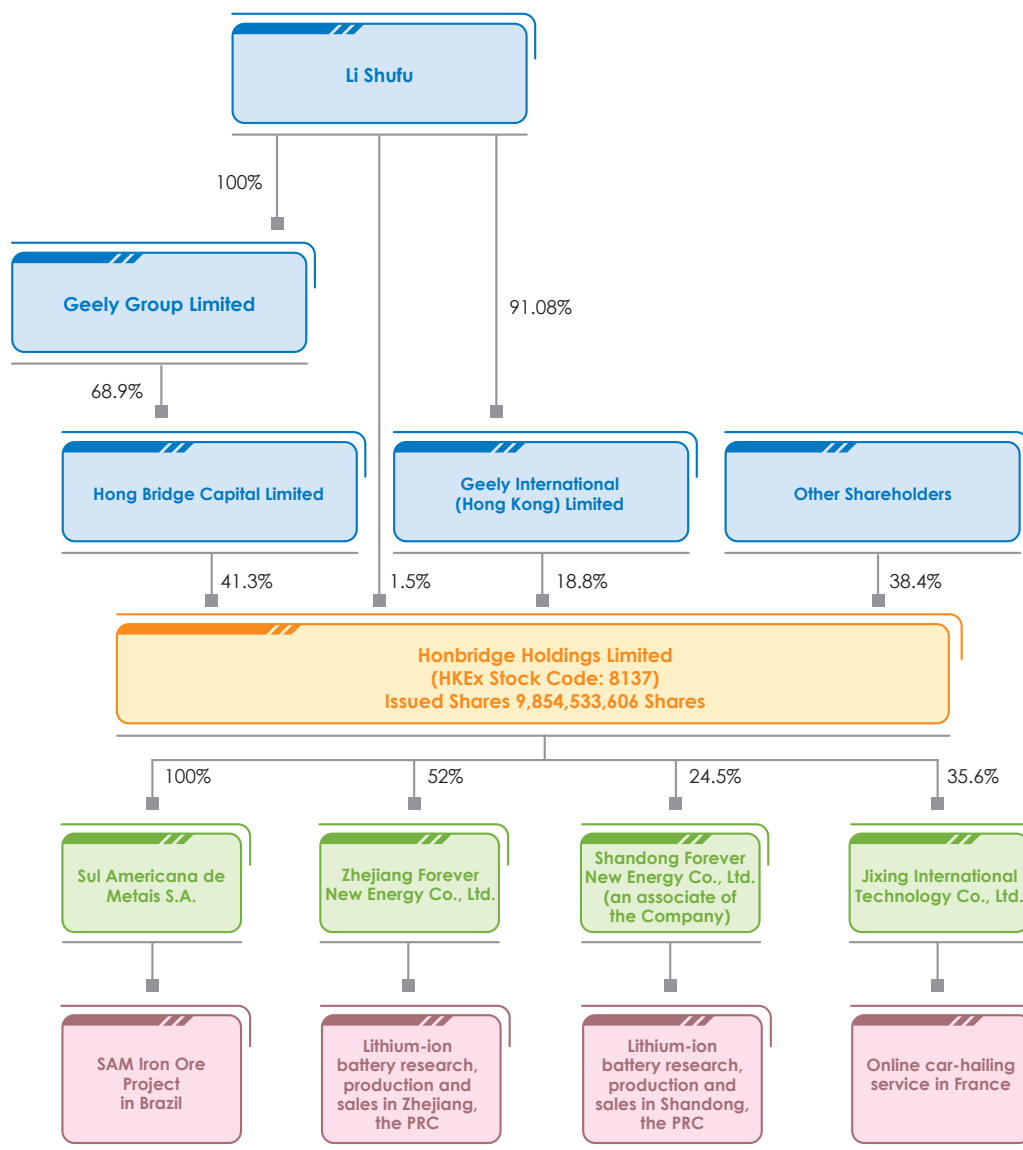 Li Shufu
100%
Geely Group Limited
91.08%
68.9%
Hong Bridge Capital Limited
Geely International
(Hong Kong) Limited
Other Shareholders
41.3%
1.5%
18.8%
38.4%
Honbridge Holdings Limited
(HKEx Stock Code: 8137)
Issued Shares 9,854,533,606 Shares
100%
52%
24.5%
35.6%
Sul Americana de
Metais S.A.
Zhejiang Forever
New Energy Co., Ltd.
Shandong Forever
New Energy Co., Ltd.
(an associate of
the Company)
Jixing International
Technology Co., Ltd.
SAM Iron Ore
Project
in Brazil
Lithium-ion
battery research,
production and
sales in Zhejiang,
the PRC
Lithium-ion
battery research,
production and
sales in Shandong,
the PRC
Online car-hailing
service in France